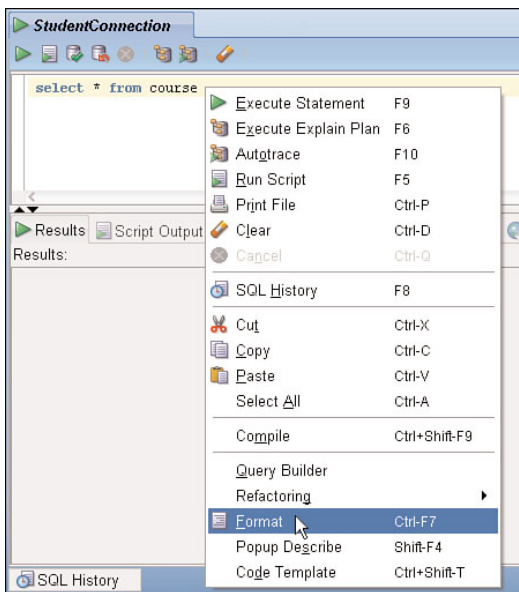 StudentConnection
select * from course
Execute Statement F9
Execute Explain Plan F6
Autotrace F10
Run Script F5
Print File Ctrl-P
Clear Ctrl-D
Cancel Ctrl-Q
SQL History F8
Cut Ctrl-X
Copy Ctrl-C
Paste Ctrl-V
Select All Ctrl-A
Compile Ctrl+Shift-F9
Query Builder
Refactoring
Format Ctrl-F7
Popup Describe Shift-F4
Code Template Ctrl+Shift-T
Results Script Output
Results:
SQL History